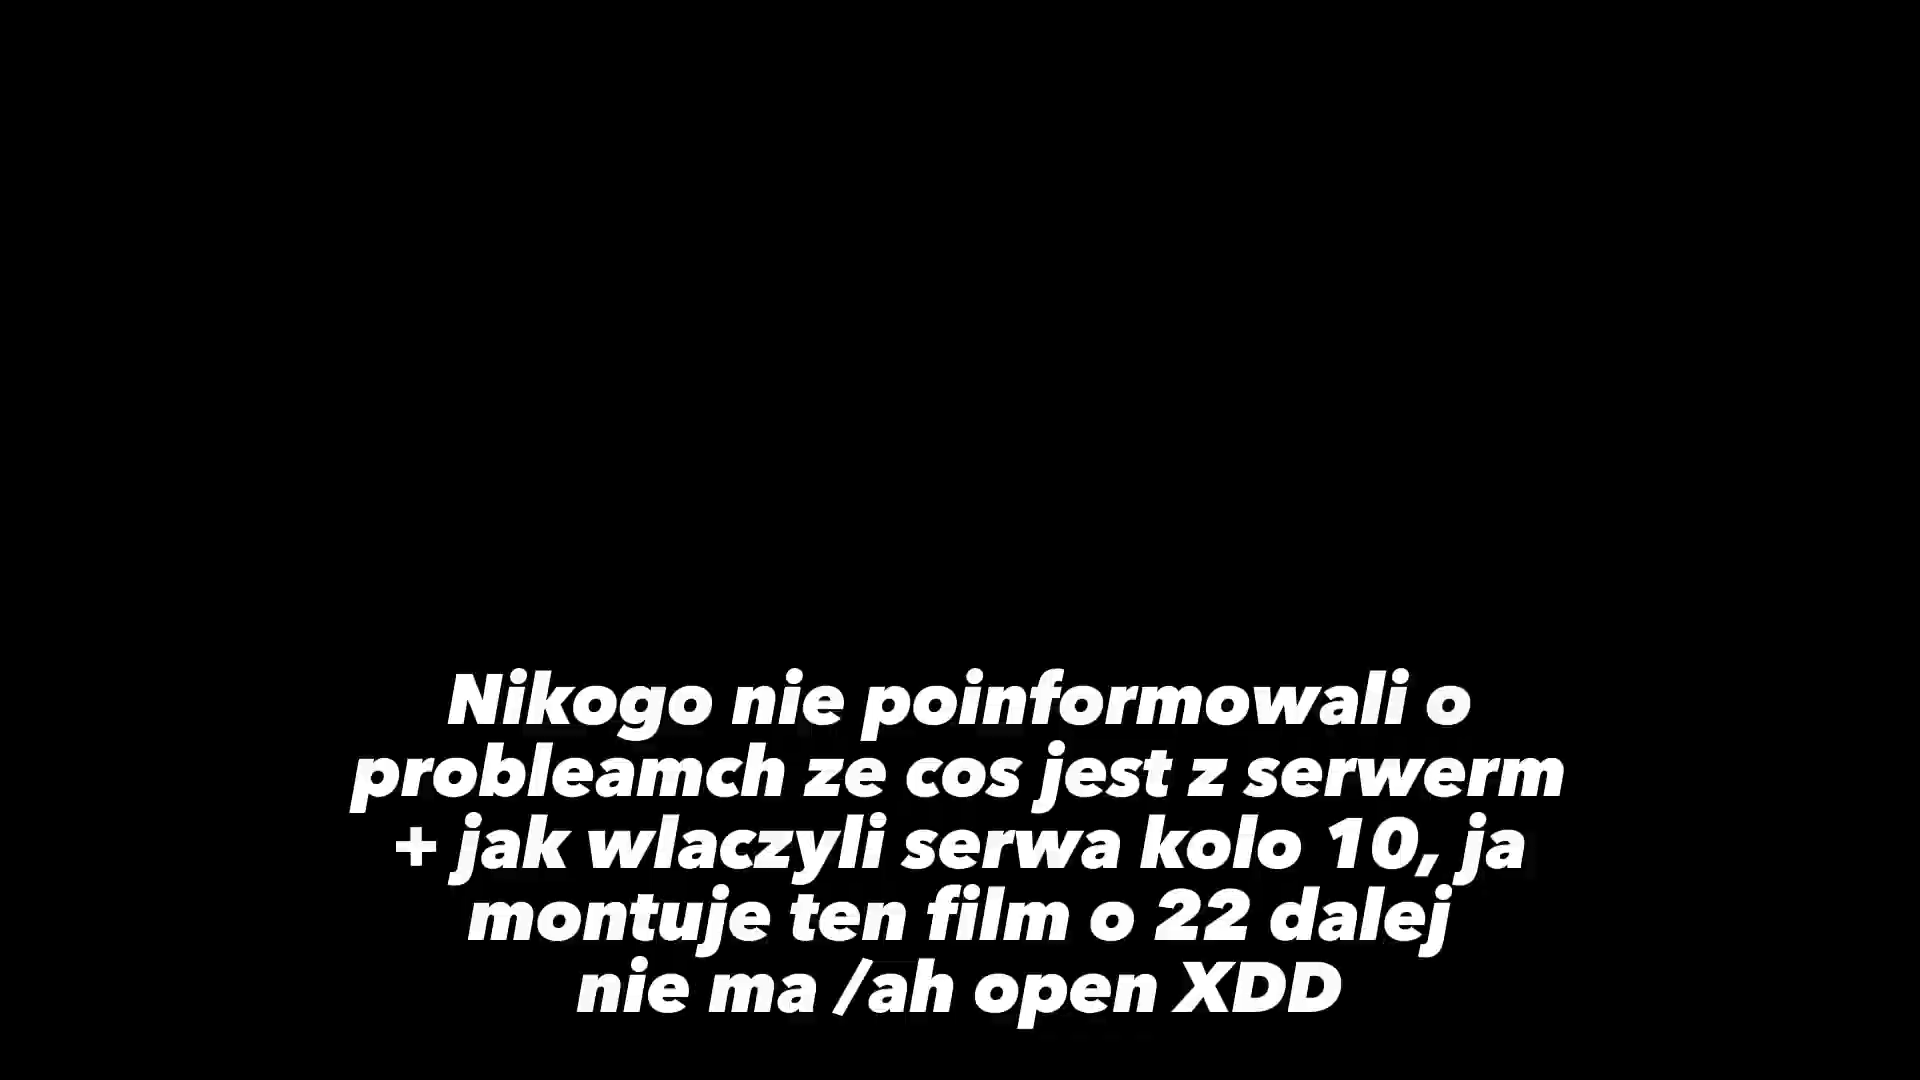 Nikogo nie poinformowali o
probleamch ze cos jest z serwerm
+ jak wlaczyli serwa kolo 10, ja
montuje ten film o 22 dalej
nie ma /ah open XDD